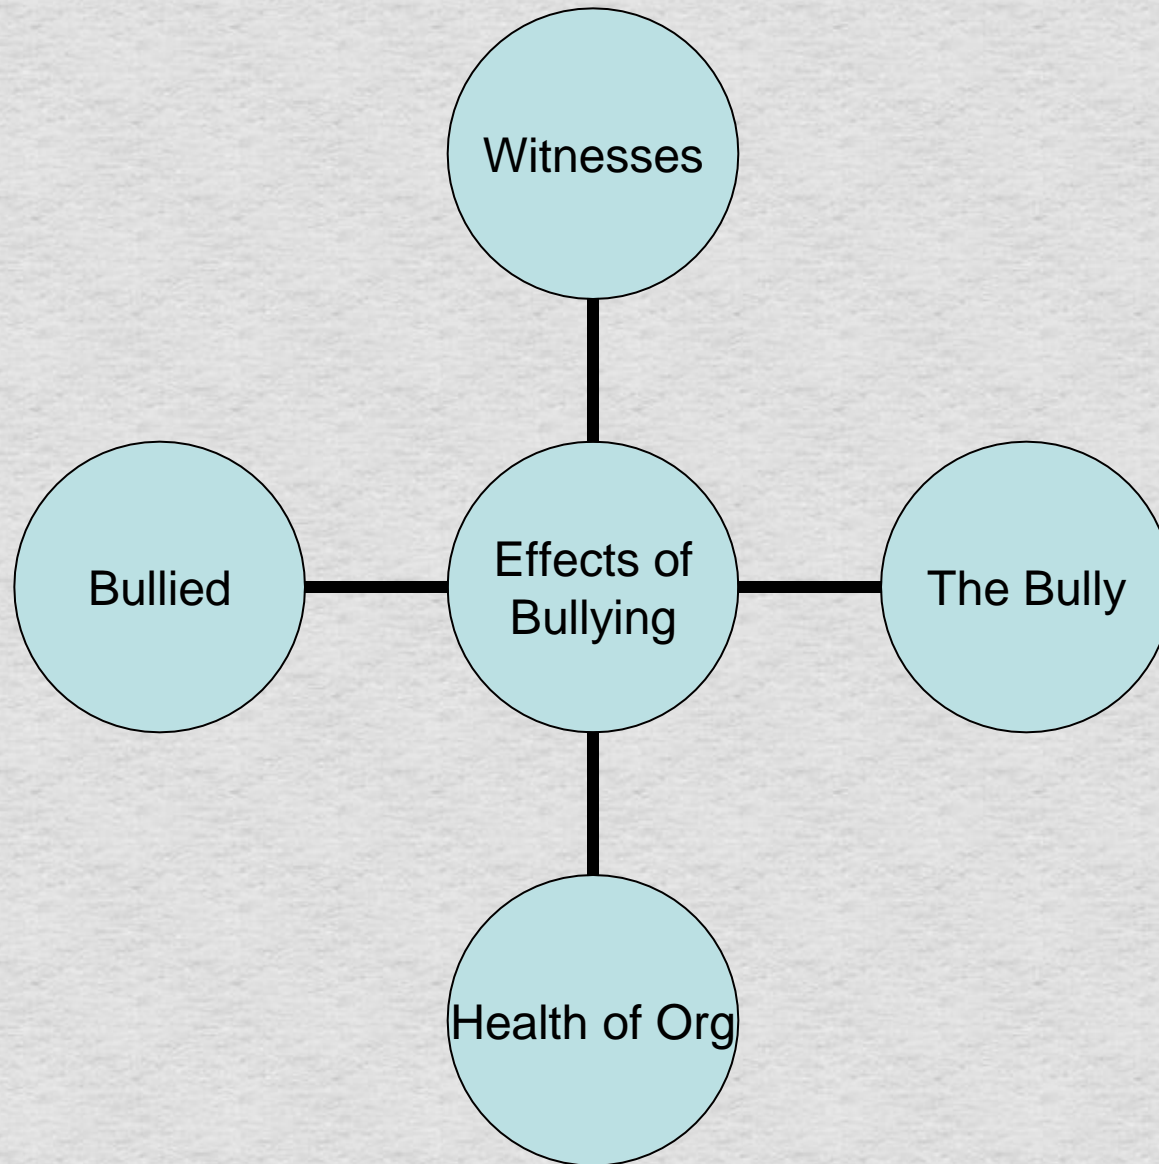 Witnesses
Bullied
Effects of
Bullying
The Bully
Health of Org